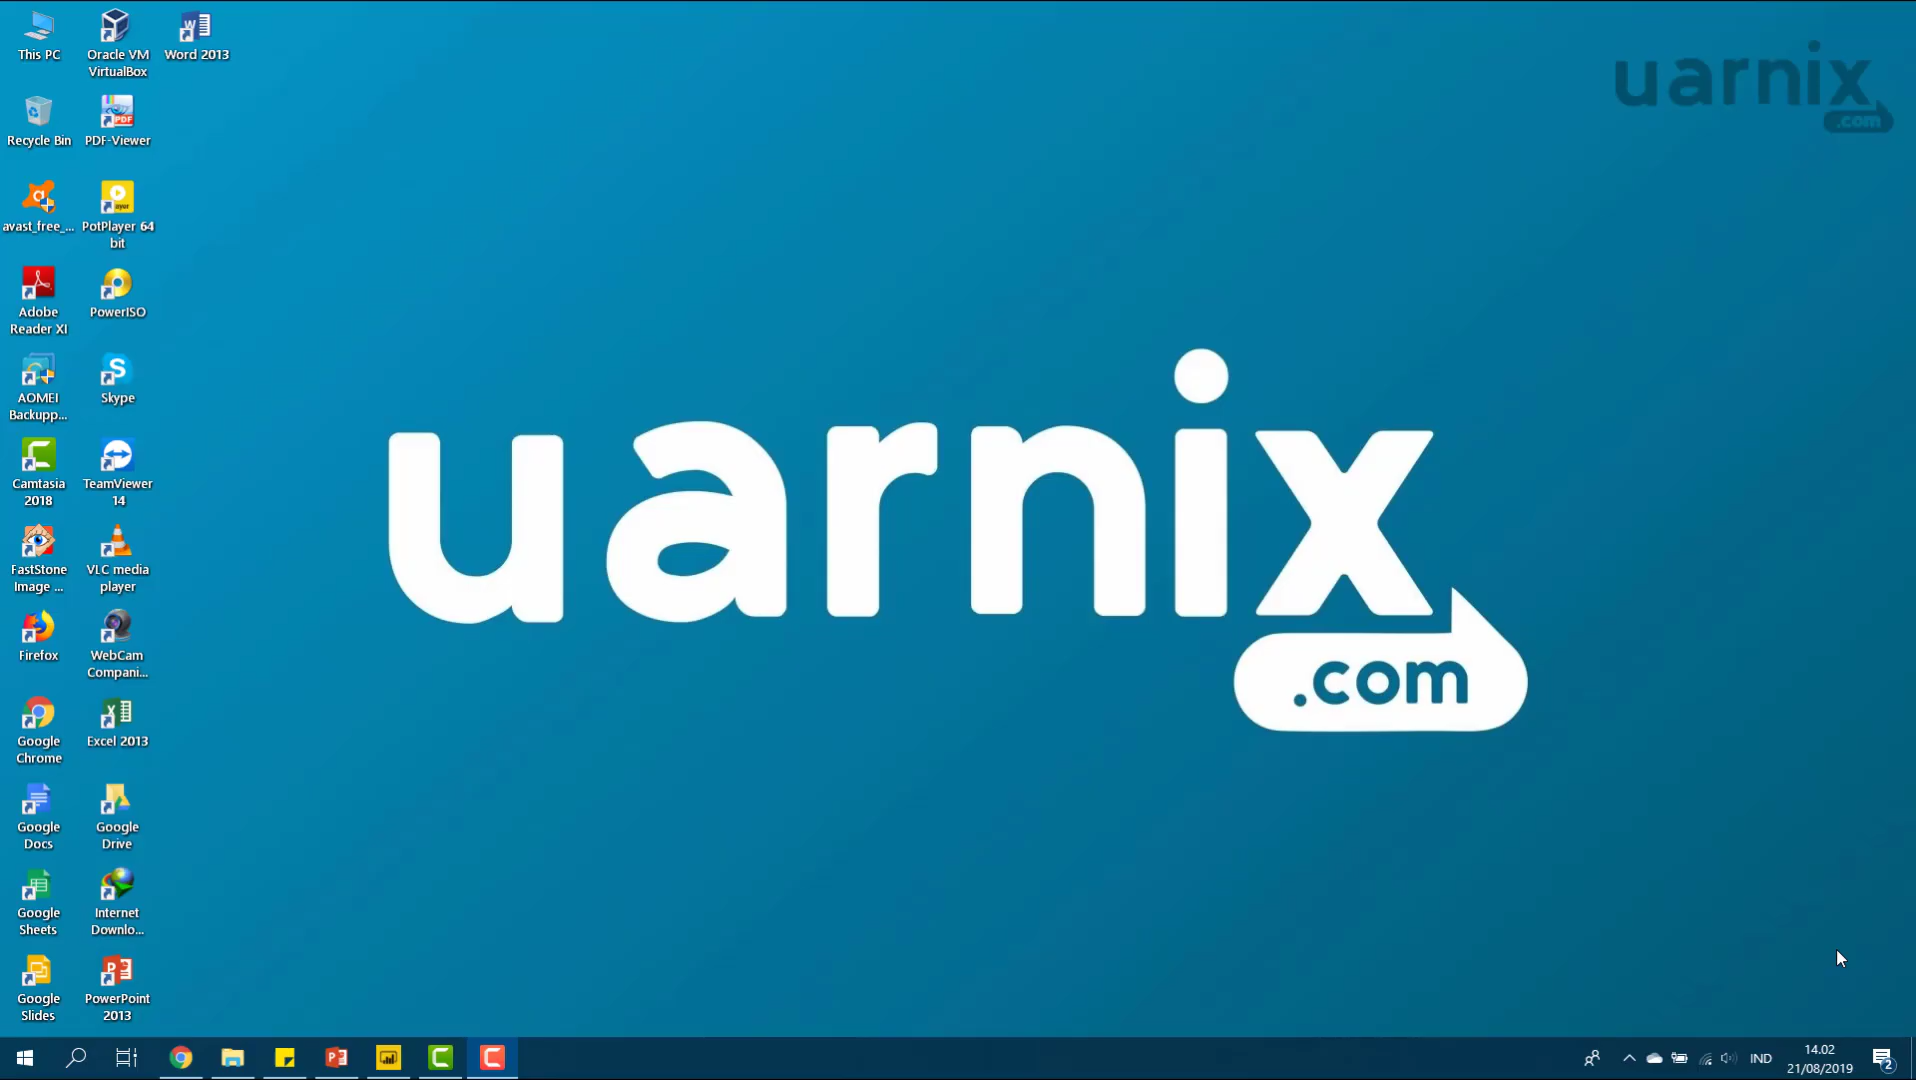 This PC
Oracle VM
VirtualBox
Word 2013
Recycle Bin
PDF-Viewer
avast_free_...
PotPlayer 64
bit
Adobe
Reader XI
PowerISO
AOMEI
Backupp...
Skype
Camtasia
2018
TeamViewer
14
FastStone
Image ...
VLC media
player
Firefox
WebCam
Compani...
Google
Chrome
Excel 2013
Google
Docs
Google
Drive
Google
Sheets
Internet
Downlo...
Google
Slides
PowerPoint
2013
uarnix
.com
uarnix
.com
IND
14.02
21/08/2019
2